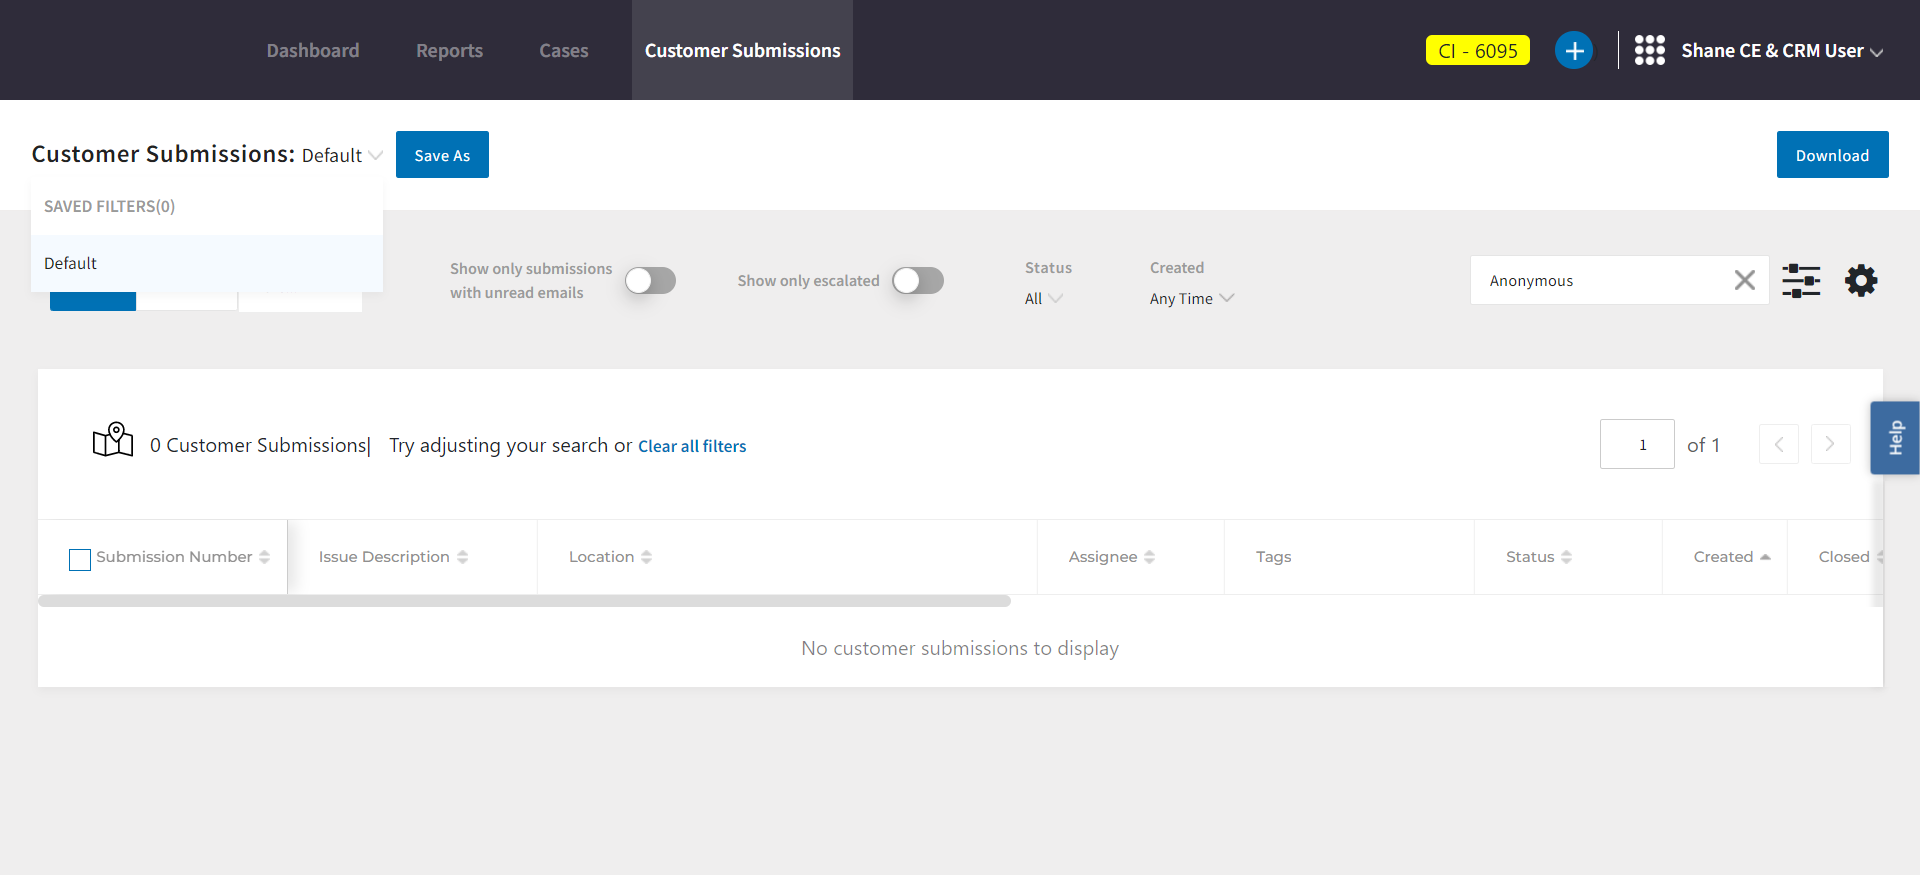 Dashboard
Reports
Cases
Customer Submissions
CI - 6095
Shane CE & CRM User
Customer Submissions: Default
Save As
Download
SAVED FILTERS(0)
Default
Show only submissions
with unread emails
Show only escalated
Status
All
Created
Any Time
Anonymous
0 Customer Submissions|
Try adjusting your search or Clear all filters
1
of 1
Help
Submission Number
Issue Description
Location
Assignee
Tags
Status
Created
Closed
No customer submissions to display